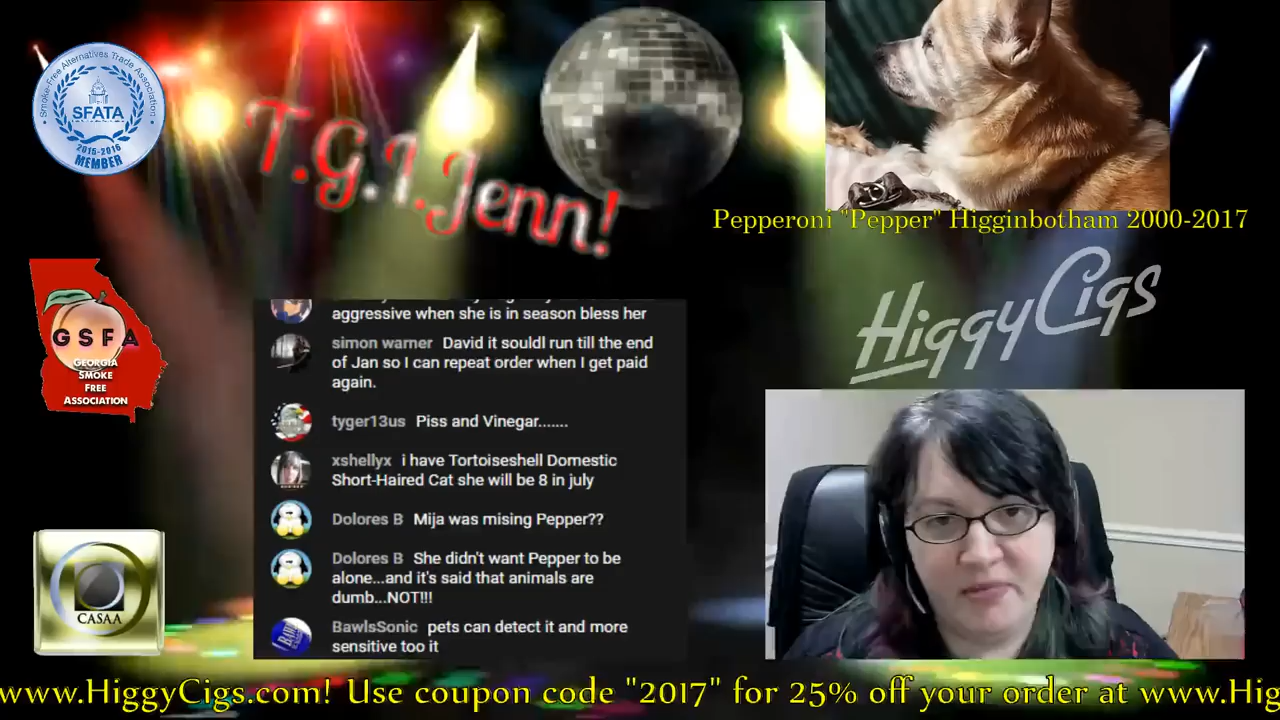 Smoke-Free Alternatives Trade Association
SFATA
2015-2016
MEMBER
T.G.I.Jenn!
Pepperoni "Pepper" Higginbotham 2000-2017
HiggyCigs
GSFA
GEORGIA
SMOKE
FREE
ASSOCIATION
CASAA
aggressive when she is in season bless her
simon warner David it souldl run till the end
of Jan so I can repeat order when I get paid
again.
tyger13us Piss and Vinegar.......
xshellyx i have Tortoiseshell Domestic
Short-Haired Cat she will be 8 in july
Dolores B Mija was mising Pepper??
Dolores B She didn't want Pepper to be
alone...and it's said that animals are
dumb...NOT!!!
BawlsSonic pets can detect it and more
sensitive too it
www.HiggyCigs.com! Use coupon code "2017" for 25% off your order at www.Hig